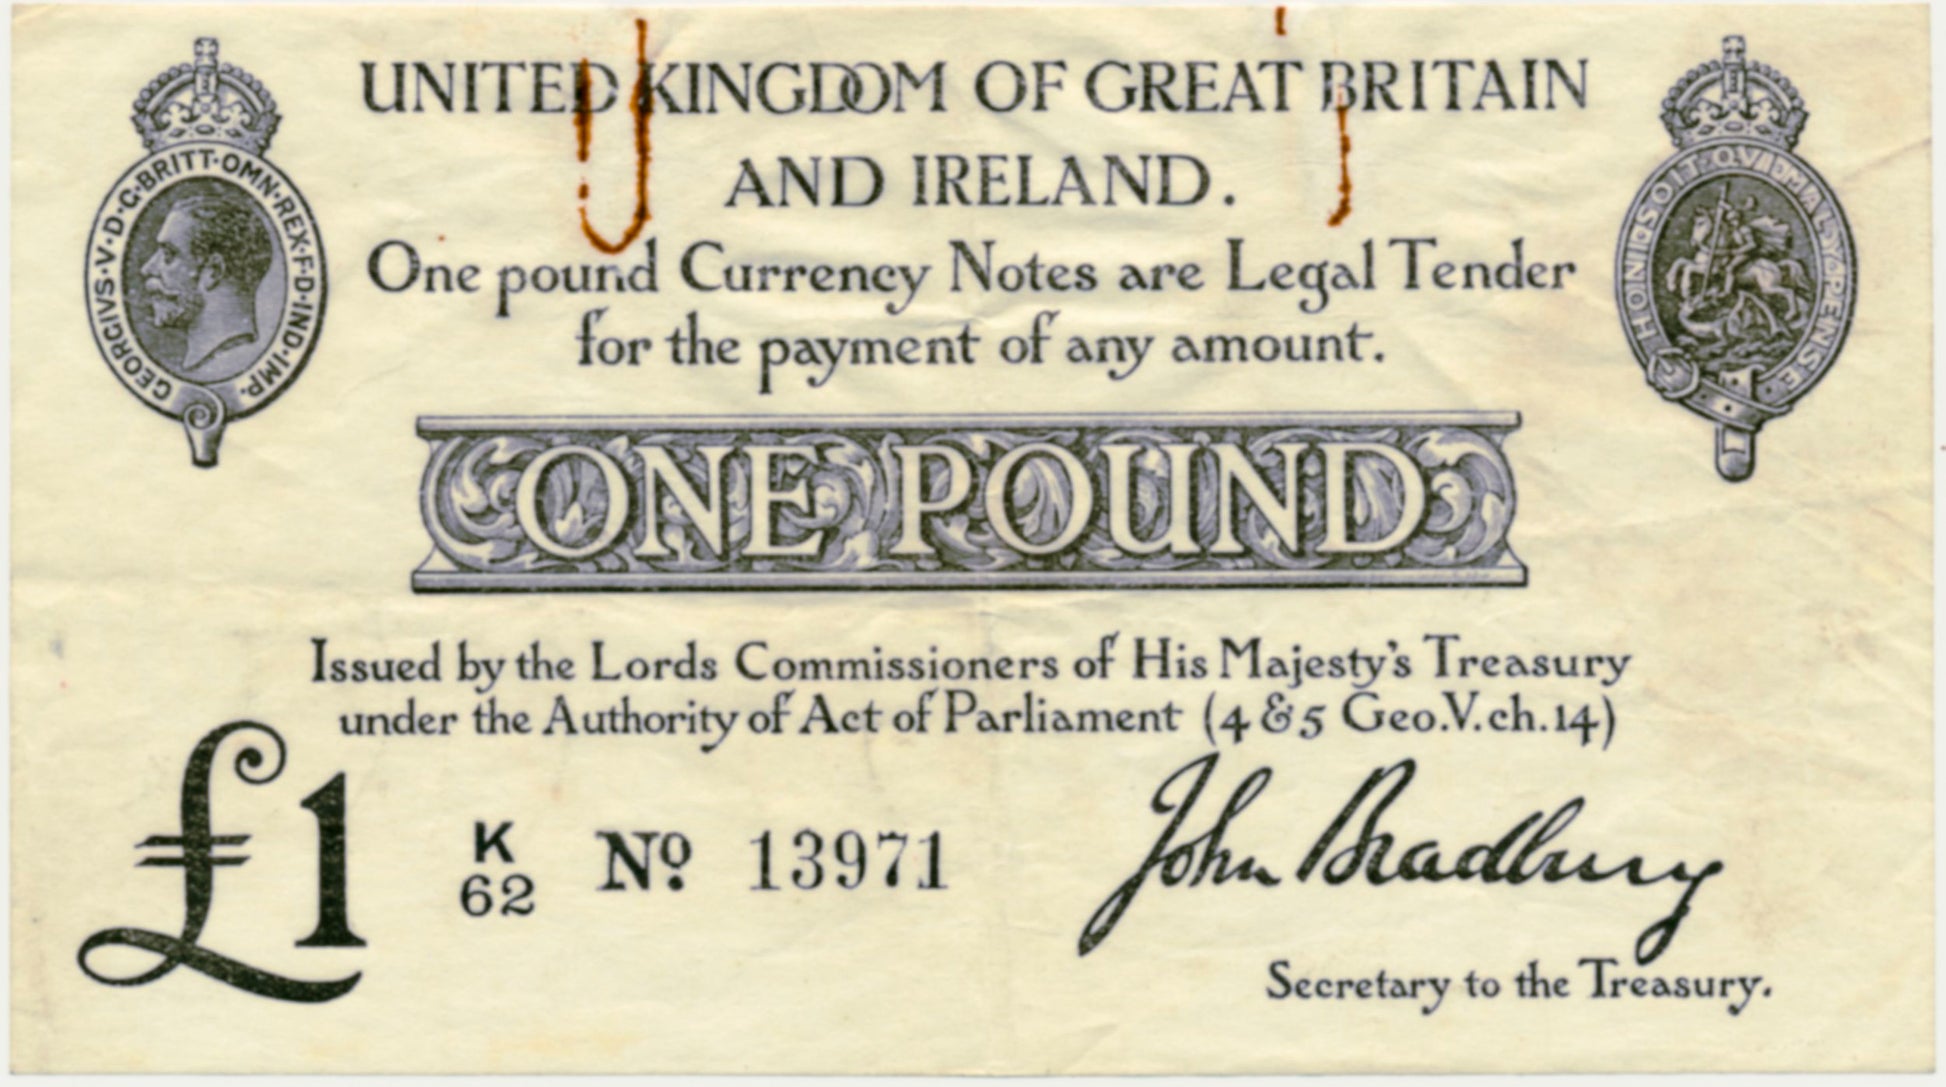 UNITED KINGDOM OF GREAT BRITAIN
AND IRELAND.
GEORGIVS·V·D·G·BRITT·OMN·REX·F·D·IND·IMP·
HONI·SOIT·QVI·MAL·Y·PENSE
One pound Currency Notes are Legal Tender
for the payment of any amount.
ONE POUND
Issued by the Lords Commissioners of His Majesty's Treasury
under the Authority of Act of Parliament (4 & 5 Geo.V.ch.14)
£1
K
62
Nº 13971
John Bradbury
Secretary to the Treasury.